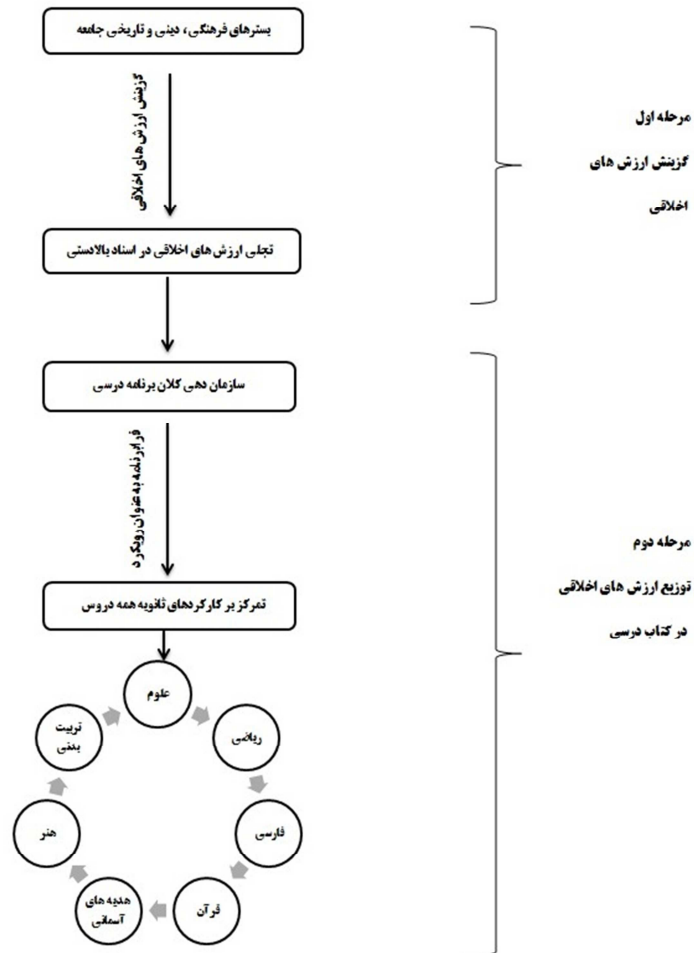 بسترهای فرهنگی، دینی و تاریخی جامعه
گزینش ارزش های اخلاقی
تجلی ارزش های اخلاقی در اسناد بالادستی
مرحله اول
گزینش ارزش های
اخلاقی
سازمان دهی کلان برنامه درسی
فرابرنامه به عنوان رویکرد
تمرکز بر کارکردهای ثانویه همه دروس
مرحله دوم
توزیع ارزش های اخلاقی
در کتاب درسی
علوم
ریاضی
فارسی
قرآن
هدیه های
آسمانی
هنر
تربیت
بدنی